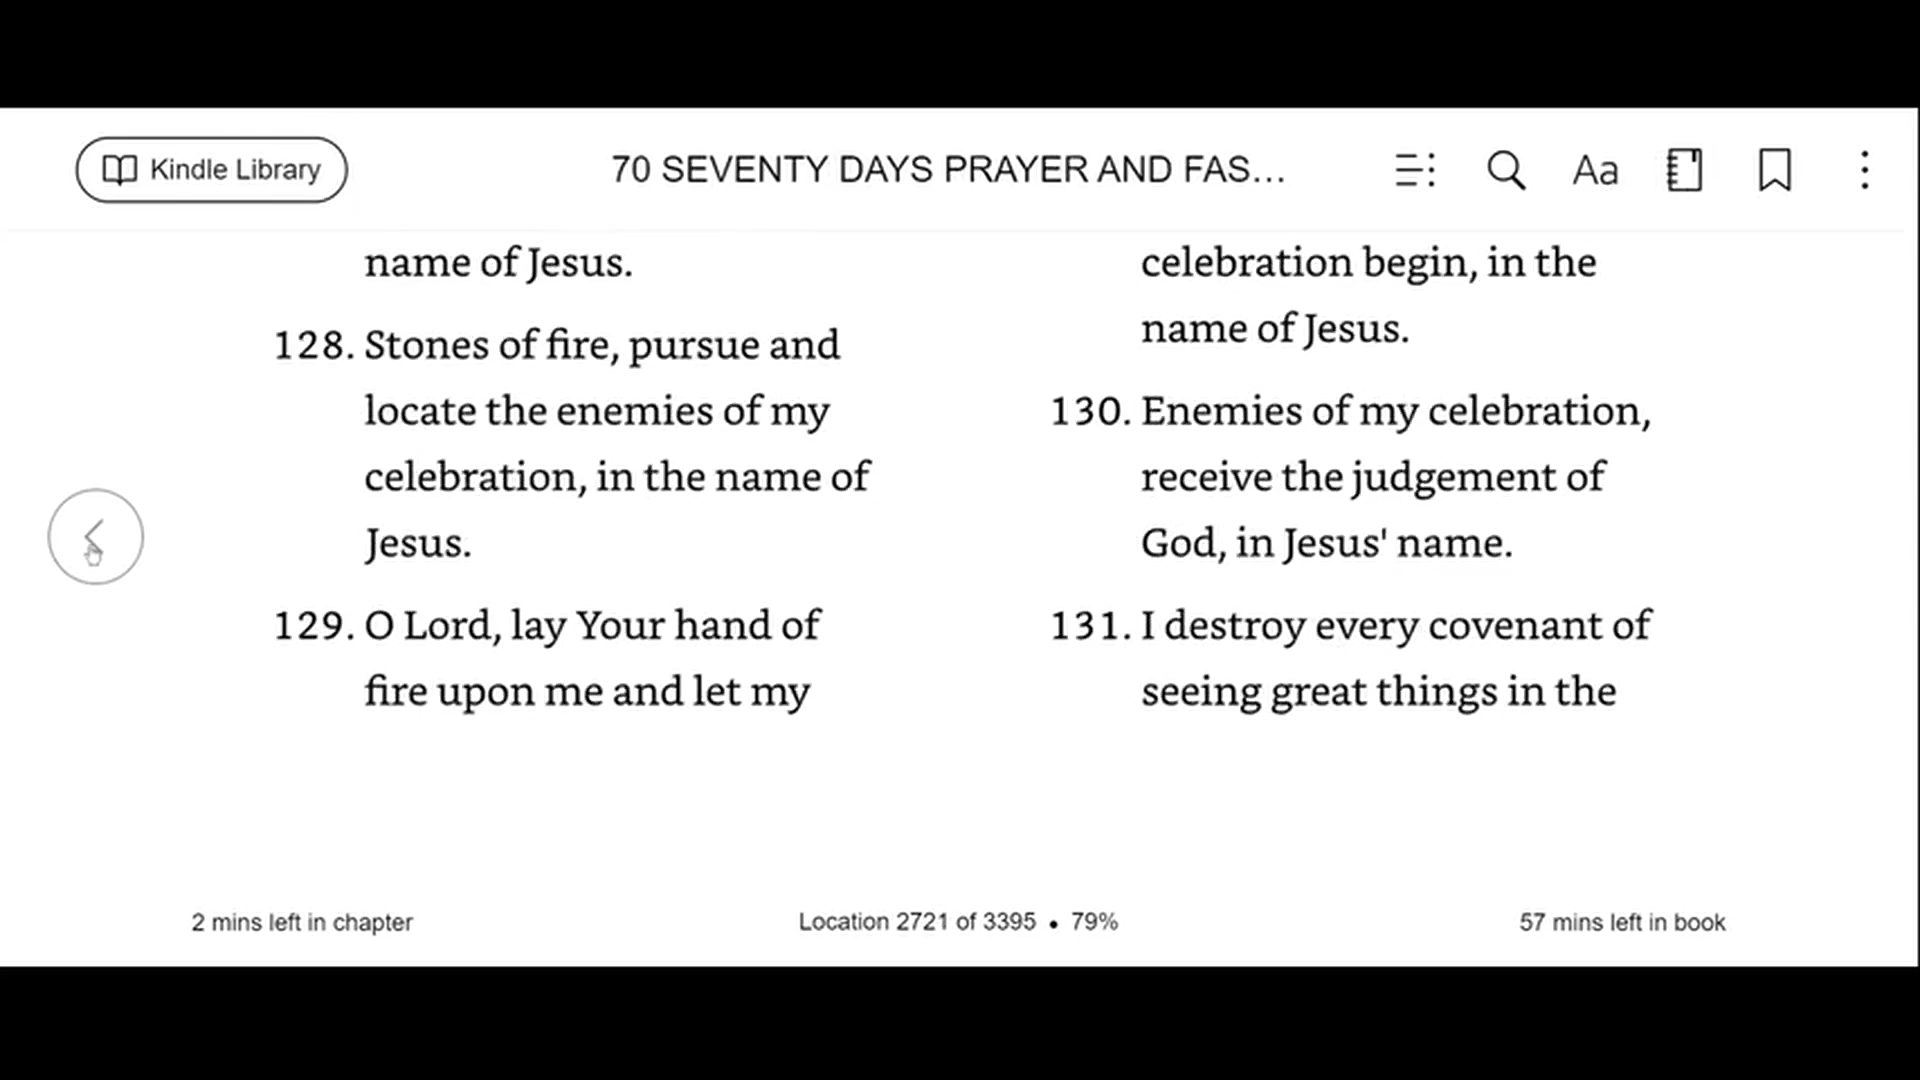 Kindle Library
70 SEVENTY DAYS PRAYER AND FAS...
Aa
name of Jesus.
128. Stones of fire, pursue and
locate the enemies of my
celebration, in the name of
Jesus.
129. O Lord, lay Your hand of
fire upon me and let my
celebration begin, in the
name of Jesus.
130. Enemies of my celebration,
receive the judgement of
God, in Jesus' name.
131. I destroy every covenant of
seeing great things in the
2 mins left in chapter
Location 2721 of 3395 • 79%
57 mins left in book